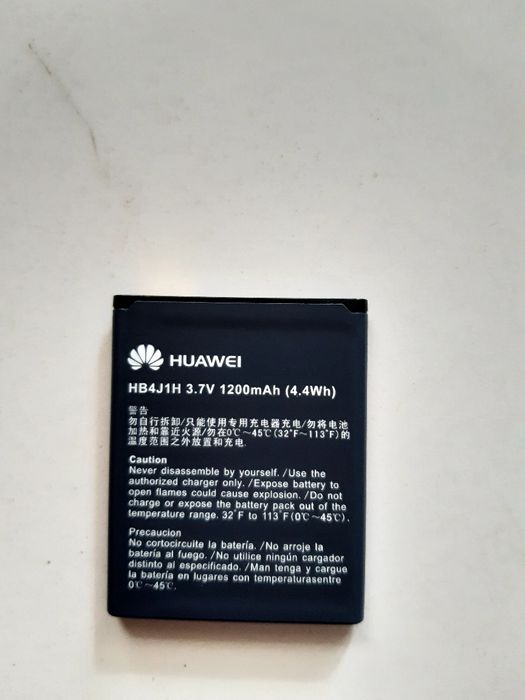 HUAWEI
HB4J1H 3.7V 1200mAh (4.4Wh)
警告
勿自行拆卸/只能使用专用充电器充电/勿将电池
加热和靠近火源/勿在0℃~45℃(32°F~113°F)的
温度范围之外放置和充电.
Caution
Never disassemble by yourself. /Use the
authorized charger only. /Expose battery to
open flames could cause explosion. /Do not
charge or expose the battery pack out of the
temperature range. 32°F to 113°F(0℃~45℃).
Precaucion
No cortocircuite la batería. /No arroje la
batería al fuego. /No utilice ningún cargador
distinto al especificado. /Man tenga y cargue
la batería en lugares con temperaturasentre
0℃~45℃.